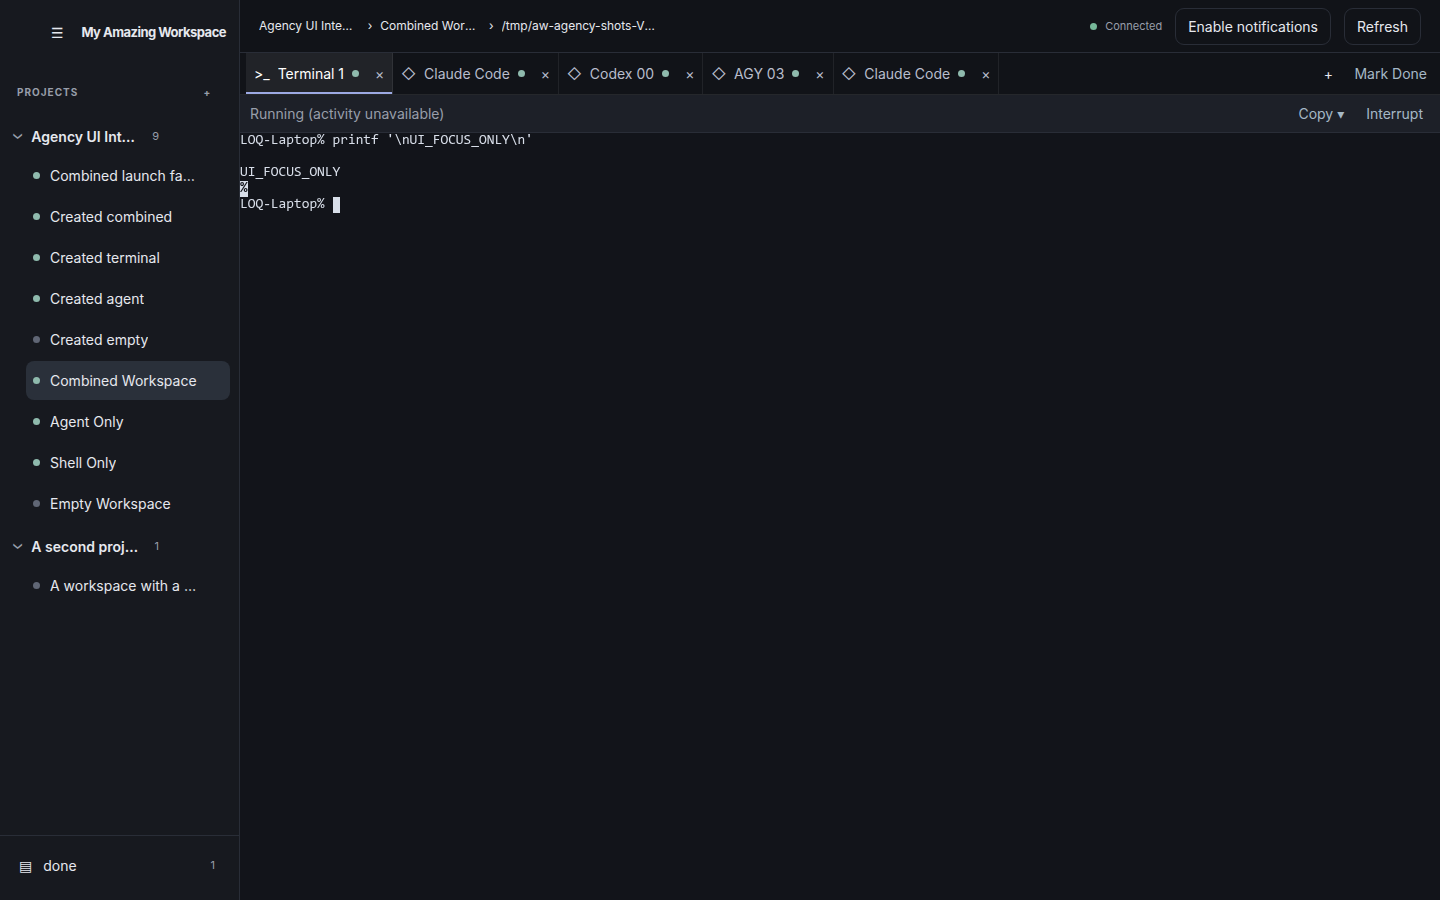 ☰ My Amazing Workspace
PROJECTS +
Agency UI Int... 9
Combined launch fa...
Created combined
Created terminal
Created agent
Created empty
Combined Workspace
Agent Only
Shell Only
Empty Workspace
A second proj... 1
A workspace with a ...
done 1
Agency UI Inte... › Combined Wor... › /tmp/aw-agency-shots-V...
Connected Enable notifications Refresh
>_ Terminal 1 × Claude Code × Codex 00 × AGY 03 × Claude Code × + Mark Done
Running (activity unavailable) Copy ▾ Interrupt
LOQ-Laptop% printf '\nUI_FOCUS_ONLY\n'
UI_FOCUS_ONLY
%
LOQ-Laptop%